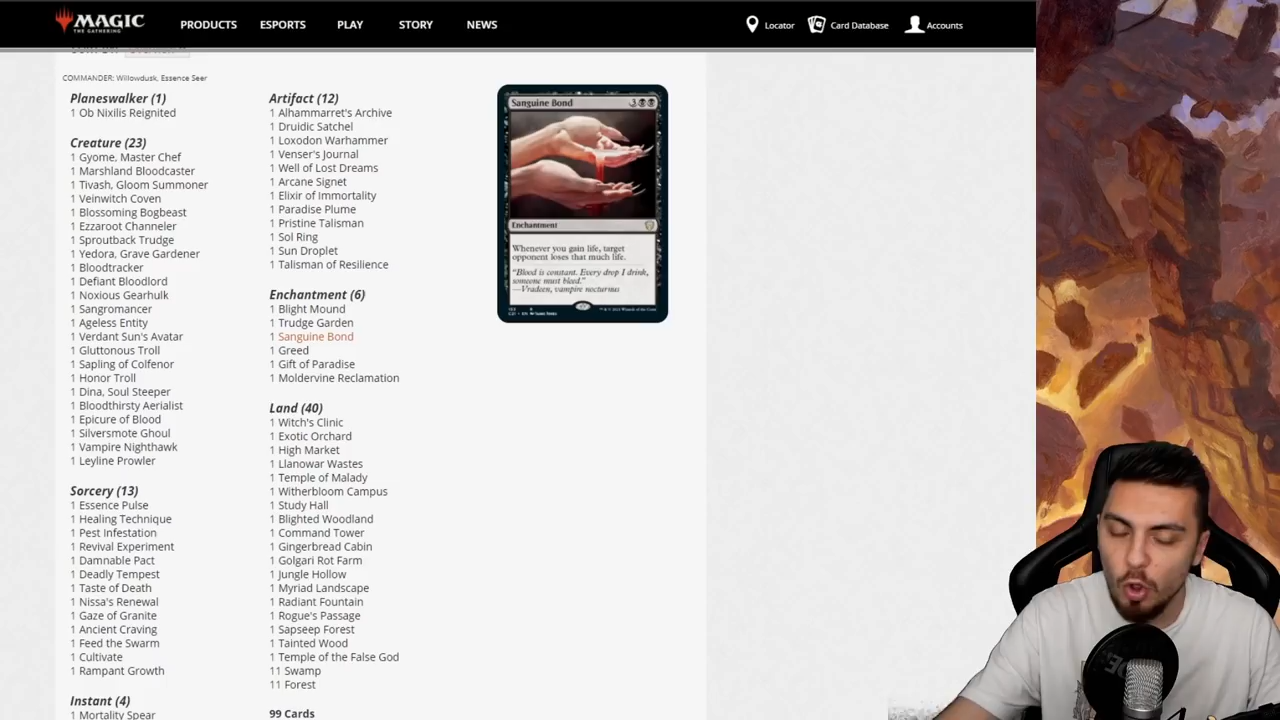 MAGIC
THE GATHERING
PRODUCTS
ESPORTS
PLAY
STORY
NEWS
Locator
Card Database
Accounts
COMMANDER: Willowdusk, Essence Seer
Planeswalker (1)
1 Ob Nixilis Reignited
Creature (23)
1 Gyome, Master Chef
1 Marshland Bloodcaster
1 Tivash, Gloom Summoner
1 Veinwitch Coven
1 Blossoming Bogbeast
1 Ezzaroot Channeler
1 Sproutback Trudge
1 Yedora, Grave Gardener
1 Bloodtracker
1 Defiant Bloodlord
1 Noxious Gearhulk
1 Sangromancer
1 Ageless Entity
1 Verdant Sun's Avatar
1 Gluttonous Troll
1 Sapling of Colfenor
1 Honor Troll
1 Dina, Soul Steeper
1 Bloodthirsty Aerialist
1 Epicure of Blood
1 Silversmote Ghoul
1 Vampire Nighthawk
1 Leyline Prowler
Sorcery (13)
1 Essence Pulse
1 Healing Technique
1 Pest Infestation
1 Revival Experiment
1 Damnable Pact
1 Deadly Tempest
1 Taste of Death
1 Nissa's Renewal
1 Gaze of Granite
1 Ancient Craving
1 Feed the Swarm
1 Cultivate
1 Rampant Growth
Instant (4)
1 Mortality Spear
Artifact (12)
1 Alhammarret's Archive
1 Druidic Satchel
1 Loxodon Warhammer
1 Venser's Journal
1 Well of Lost Dreams
1 Arcane Signet
1 Elixir of Immortality
1 Paradise Plume
1 Pristine Talisman
1 Sol Ring
1 Sun Droplet
1 Talisman of Resilience
Enchantment (6)
1 Blight Mound
1 Trudge Garden
1 Sanguine Bond
1 Greed
1 Gift of Paradise
1 Moldervine Reclamation
Land (40)
1 Witch's Clinic
1 Exotic Orchard
1 High Market
1 Llanowar Wastes
1 Temple of Malady
1 Witherbloom Campus
1 Study Hall
1 Blighted Woodland
1 Command Tower
1 Gingerbread Cabin
1 Golgari Rot Farm
1 Jungle Hollow
1 Myriad Landscape
1 Radiant Fountain
1 Rogue's Passage
1 Sapseep Forest
1 Tainted Wood
1 Temple of the False God
11 Swamp
11 Forest
99 Cards
Sanguine Bond 3
Enchantment
Whenever you gain life, target
opponent loses that much life.
"Blood is constant. Every drop I drink,
someone must bleed."
—Vradeen, vampire nocturnus